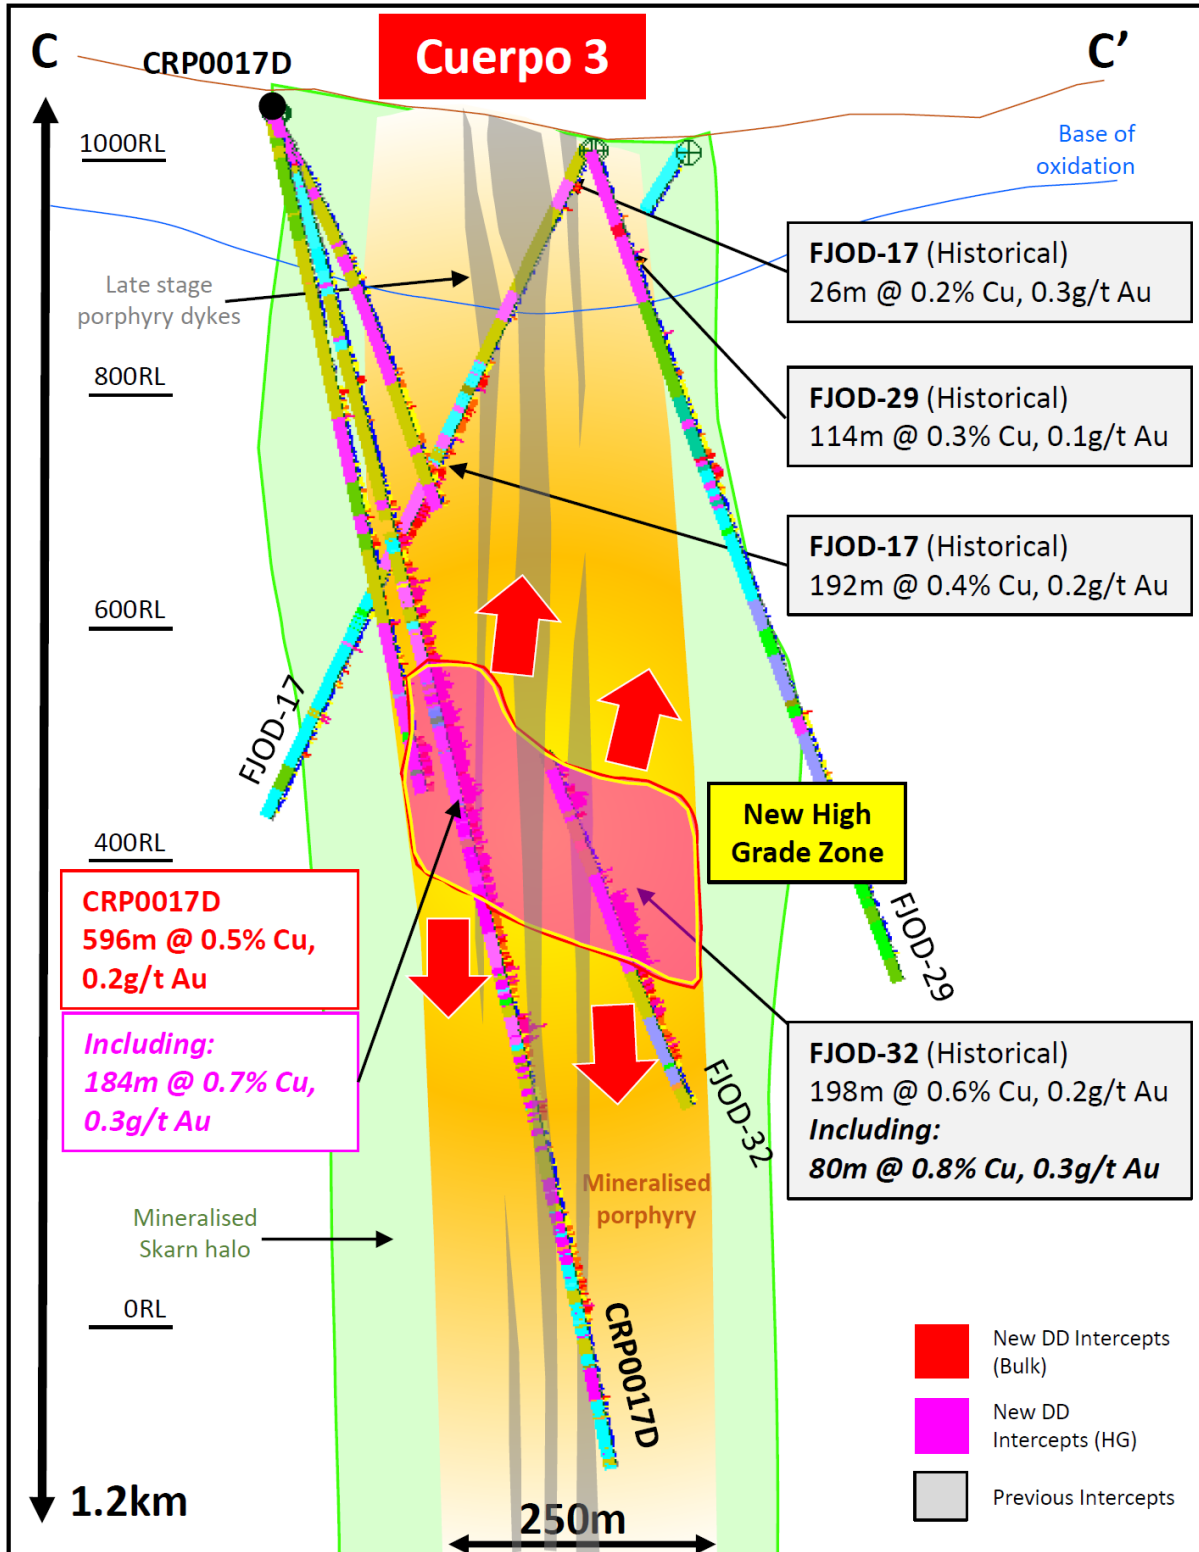 C
Cuerpo 3
C’
CRP0017D
1000RL
Base of
oxidation
FJOD-17 (Historical)
26m @ 0.2% Cu, 0.3g/t Au
Late stage
porphyry dykes
800RL
FJOD-29 (Historical)
114m @ 0.3% Cu, 0.1g/t Au
FJOD-17 (Historical)
192m @ 0.4% Cu, 0.2g/t Au
600RL
FJOD-17
New High
Grade Zone
400RL
CRP0017D
596m @ 0.5% Cu,
0.2g/t Au
FJOD-29
Including:
184m @ 0.7% Cu,
0.3g/t Au
FJOD-32 (Historical)
198m @ 0.6% Cu, 0.2g/t Au
Including:
80m @ 0.8% Cu, 0.3g/t Au
FJOD-32
Mineralised
porphyry
Mineralised
Skarn halo
0RL
CRP0017D
New DD Intercepts
(Bulk)
New DD
Intercepts (HG)
Previous Intercepts
1.2km
250m